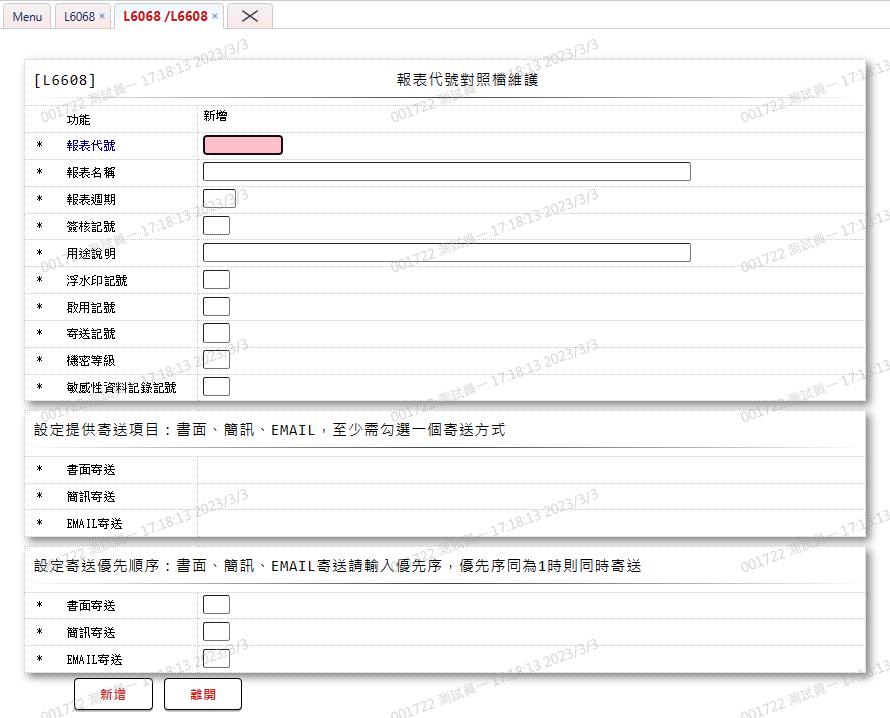 Menu L6068 × L6068 /L6608 ×
[L6608] 報表代號對照檔維護
功能 新增
* 報表代號
* 報表名稱
* 報表週期
* 簽核記號
* 用途說明
* 浮水印記號
* 啟用記號
* 寄送記號
* 機密等級
* 敏感性資料記錄記號
設定提供寄送項目：書面、簡訊、EMAIL，至少需勾選一個寄送方式
* 書面寄送
* 簡訊寄送
* EMAIL寄送
設定寄送優先順序：書面、簡訊、EMAIL寄送請輸入優先序，優先序同為1時則同時寄送
* 書面寄送
* 簡訊寄送
* EMAIL寄送
新增 離開
001722 測試員一 17:18:13 2023/3/3